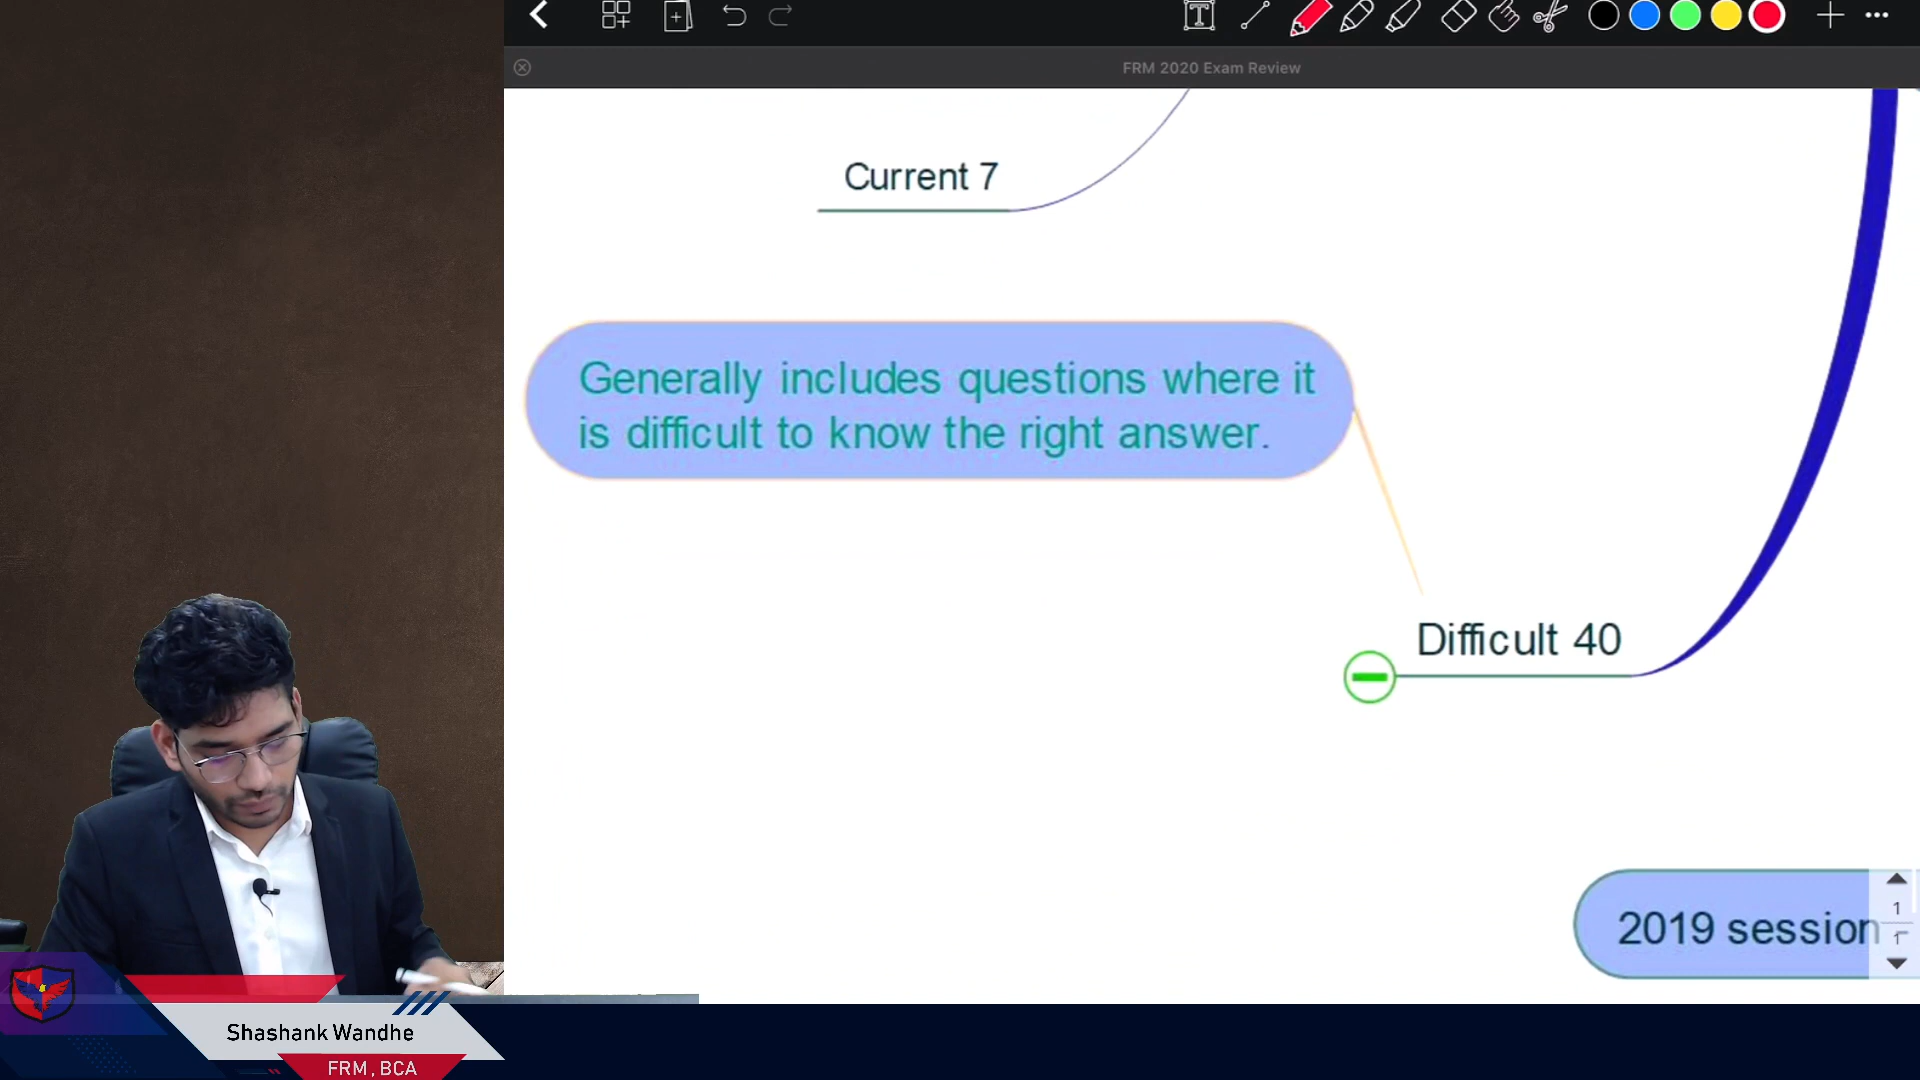 FRM 2020 Exam Review
Current 7
Generally includes questions where it
is difficult to know the right answer.
Difficult 40
2019 session
1
1
Shashank Wandhe
FRM, BCA